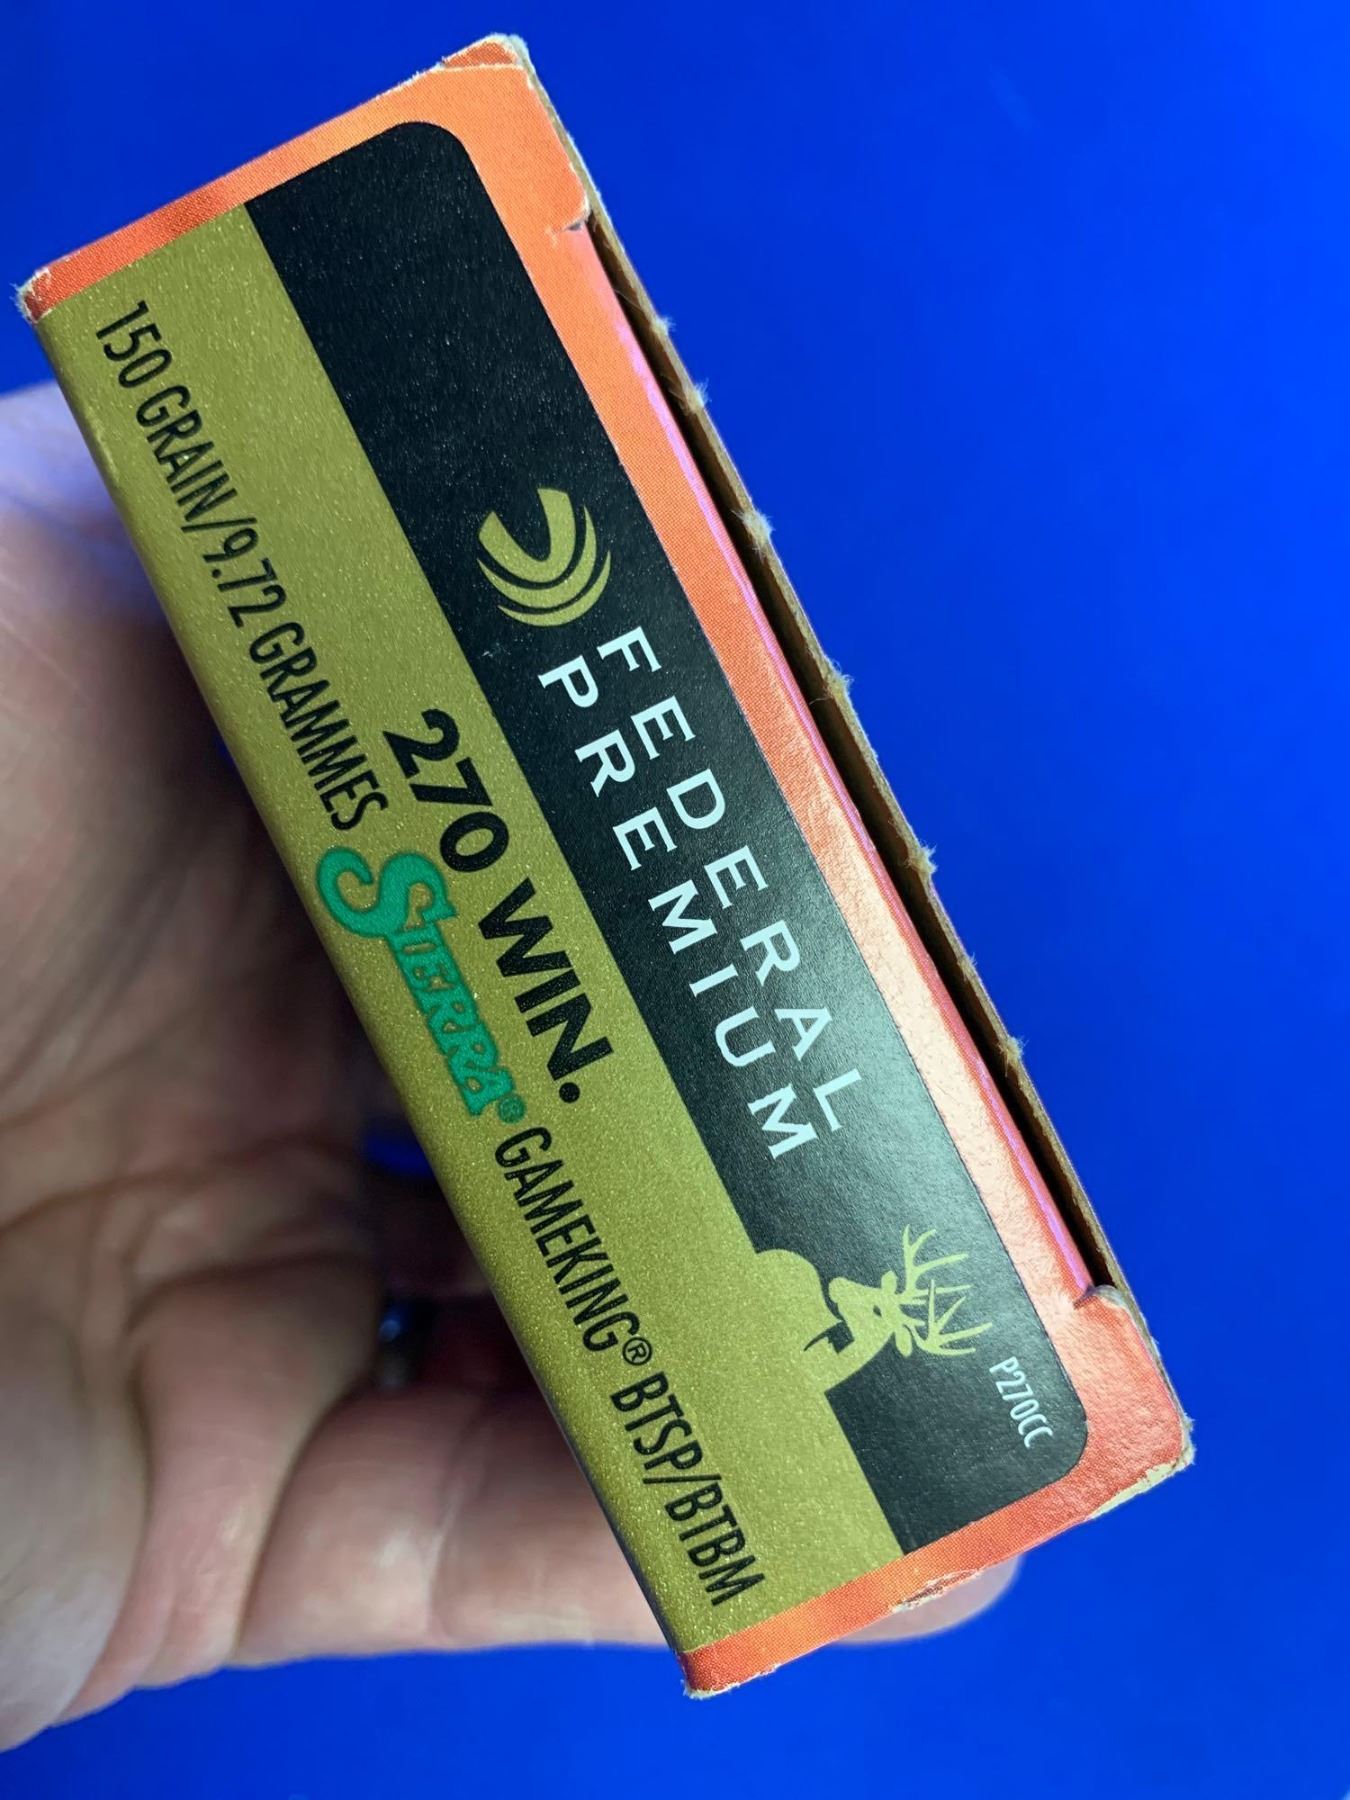 FEDERAL
PREMIUM
P270CC
270 WIN.
150 GRAIN/9.72 GRAMMES SIERRA® GAMEKING® BTSP/BTBM